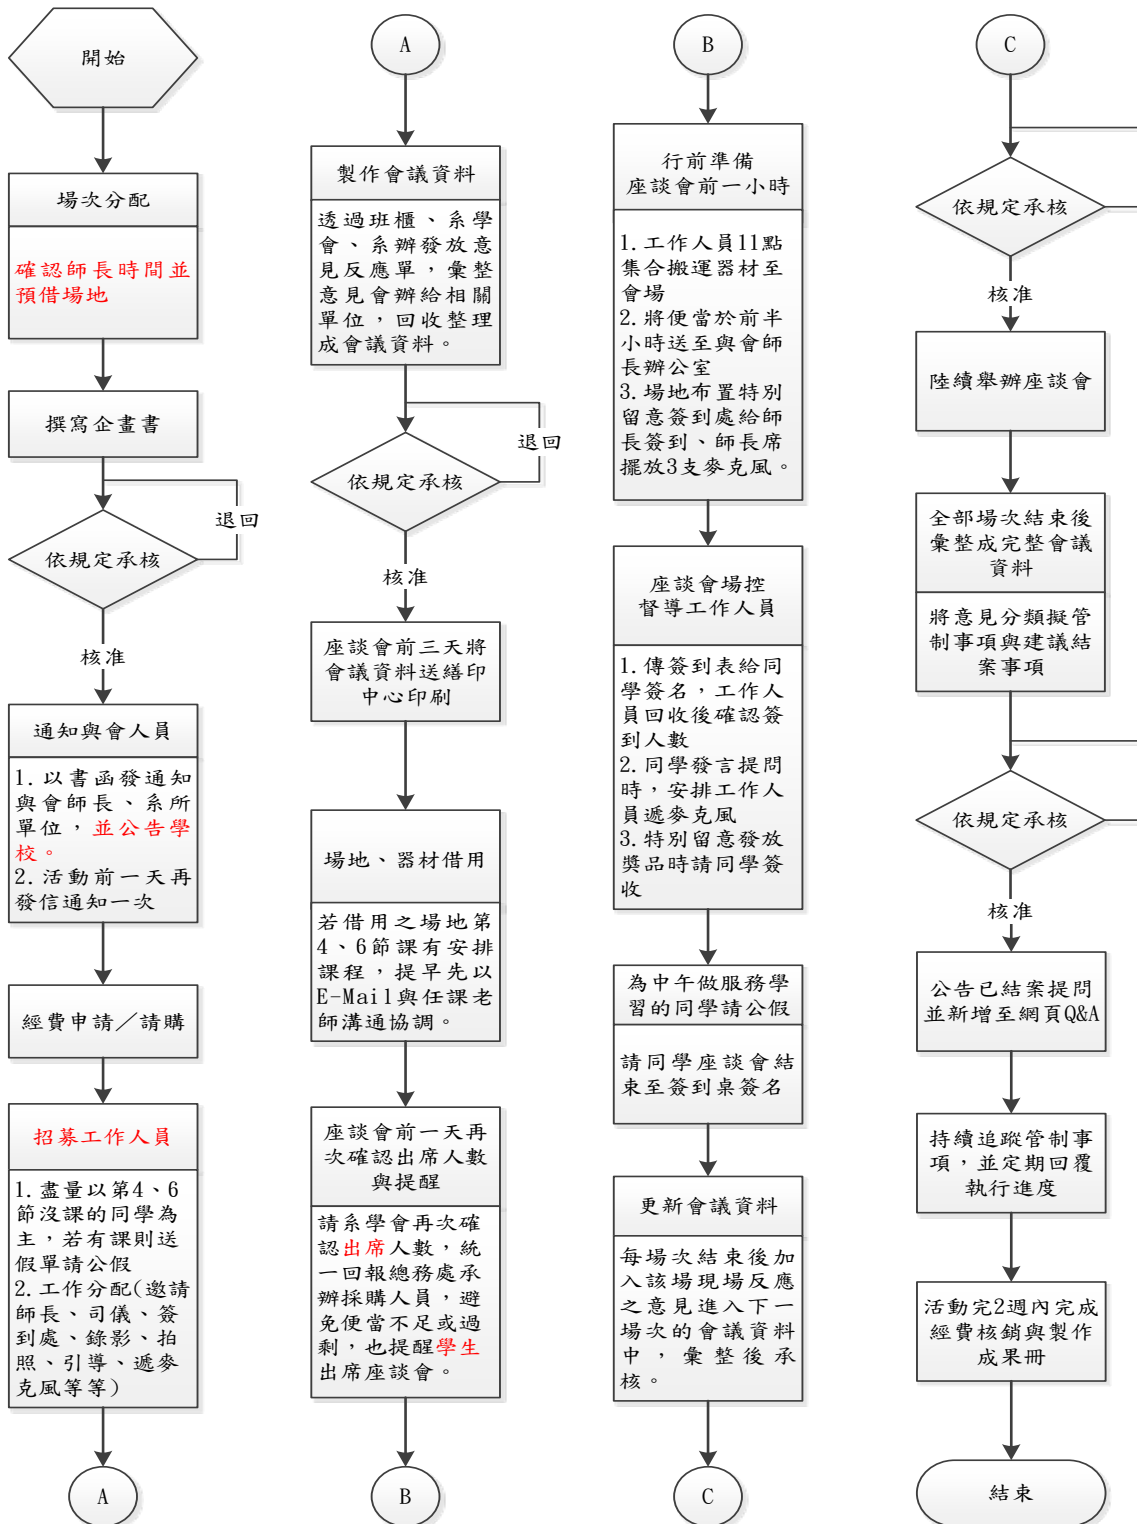 開始
場次分配
確認師長時間並
預借場地
撰寫企畫書
退回
依規定承核
核准
通知與會人員
1.以書函發通知
與會師長、系所
單位，並公告學
校。
2.活動前一天再
發信通知一次
經費申請／請購
招募工作人員
1.盡量以第4、6
節沒課的同學為
主，若有課則送
假單請公假
2.工作分配(邀請
師長、司儀、簽
到處、錄影、拍
照、引導、遞麥
克風等等)
A
A
製作會議資料
透過班櫃、系學
會、系辦發放意
見反應單，彙整
意見會辦給相關
單位，回收整理
成會議資料。
退回
依規定承核
核准
座談會前三天將
會議資料送繕印
中心印刷
場地、器材借用
若借用之場地第
4、6節課有安排
課程，提早先以
E-Mail與任課老
師溝通協調。
座談會前一天再
次確認出席人數
與提醒
請系學會再次確
認出席人數，統
一回報總務處承
辦採購人員，避
免便當不足或過
剩，也提醒學生
出席座談會。
B
B
行前準備
座談會前一小時
1.工作人員11點
集合搬運器材至
會場
2.將便當於前半
小時送至與會師
長辦公室
3.場地布置特別
留意簽到處給師
長簽到、師長席
擺放3支麥克風。
座談會場控
督導工作人員
1.傳簽到表給同
學簽名，工作人
員回收後確認簽
到人數
2.同學發言提問
時，安排工作人
員遞麥克風
3.特別留意發放
獎品時請同學簽
收
為中午做服務學
習的同學請公假
請同學座談會結
束至簽到桌簽名
更新會議資料
每場次結束後加
入該場現場反應
之意見進入下一
場次的會議資料
中，彙整後承
核。
C
C
依規定承核
核准
陸續舉辦座談會
全部場次結束後
彙整成完整會議
資料
將意見分類擬管
制事項與建議結
案事項
依規定承核
核准
公告已結案提問
並新增至網頁Q&A
持續追蹤管制事
項，並定期回覆
執行進度
活動完2週內完成
經費核銷與製作
成果冊
結束